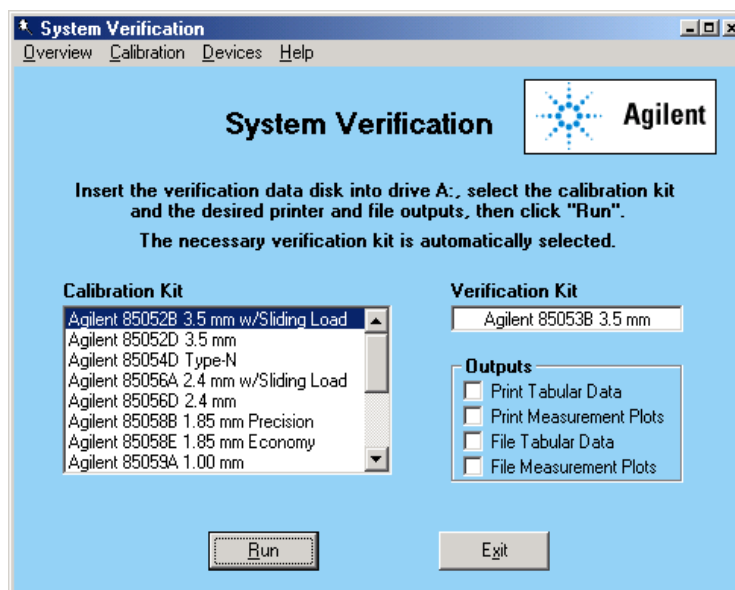 System Verification
Overview Calibration Devices Help
System Verification
Agilent
Insert the verification data disk into drive A:, select the calibration kit
and the desired printer and file outputs, then click "Run".
The necessary verification kit is automatically selected.
Calibration Kit
Agilent 85052B 3.5 mm w/Sliding Load
Agilent 85052D 3.5 mm
Agilent 85054D Type-N
Agilent 85056A 2.4 mm w/Sliding Load
Agilent 85056D 2.4 mm
Agilent 85058B 1.85 mm Precision
Agilent 85058E 1.85 mm Economy
Agilent 85059A 1.00 mm
Verification Kit
Agilent 85053B 3.5 mm
Outputs
Print Tabular Data
Print Measurement Plots
File Tabular Data
File Measurement Plots
Run
Exit